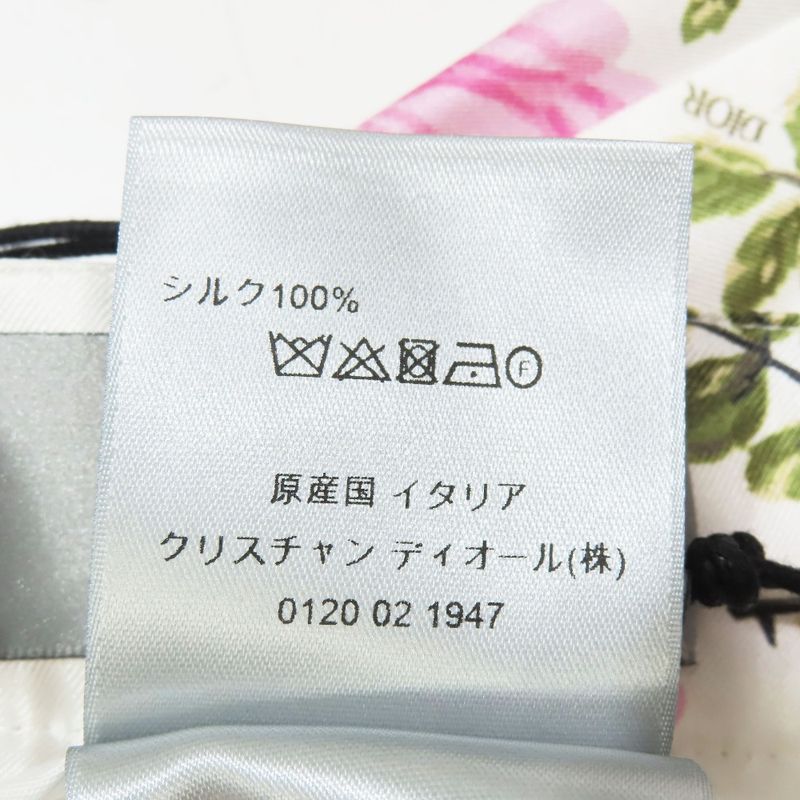 DIOR
シルク100%
F
原産国 イタリア
クリスチャン ディオール(株)
0120 02 1947